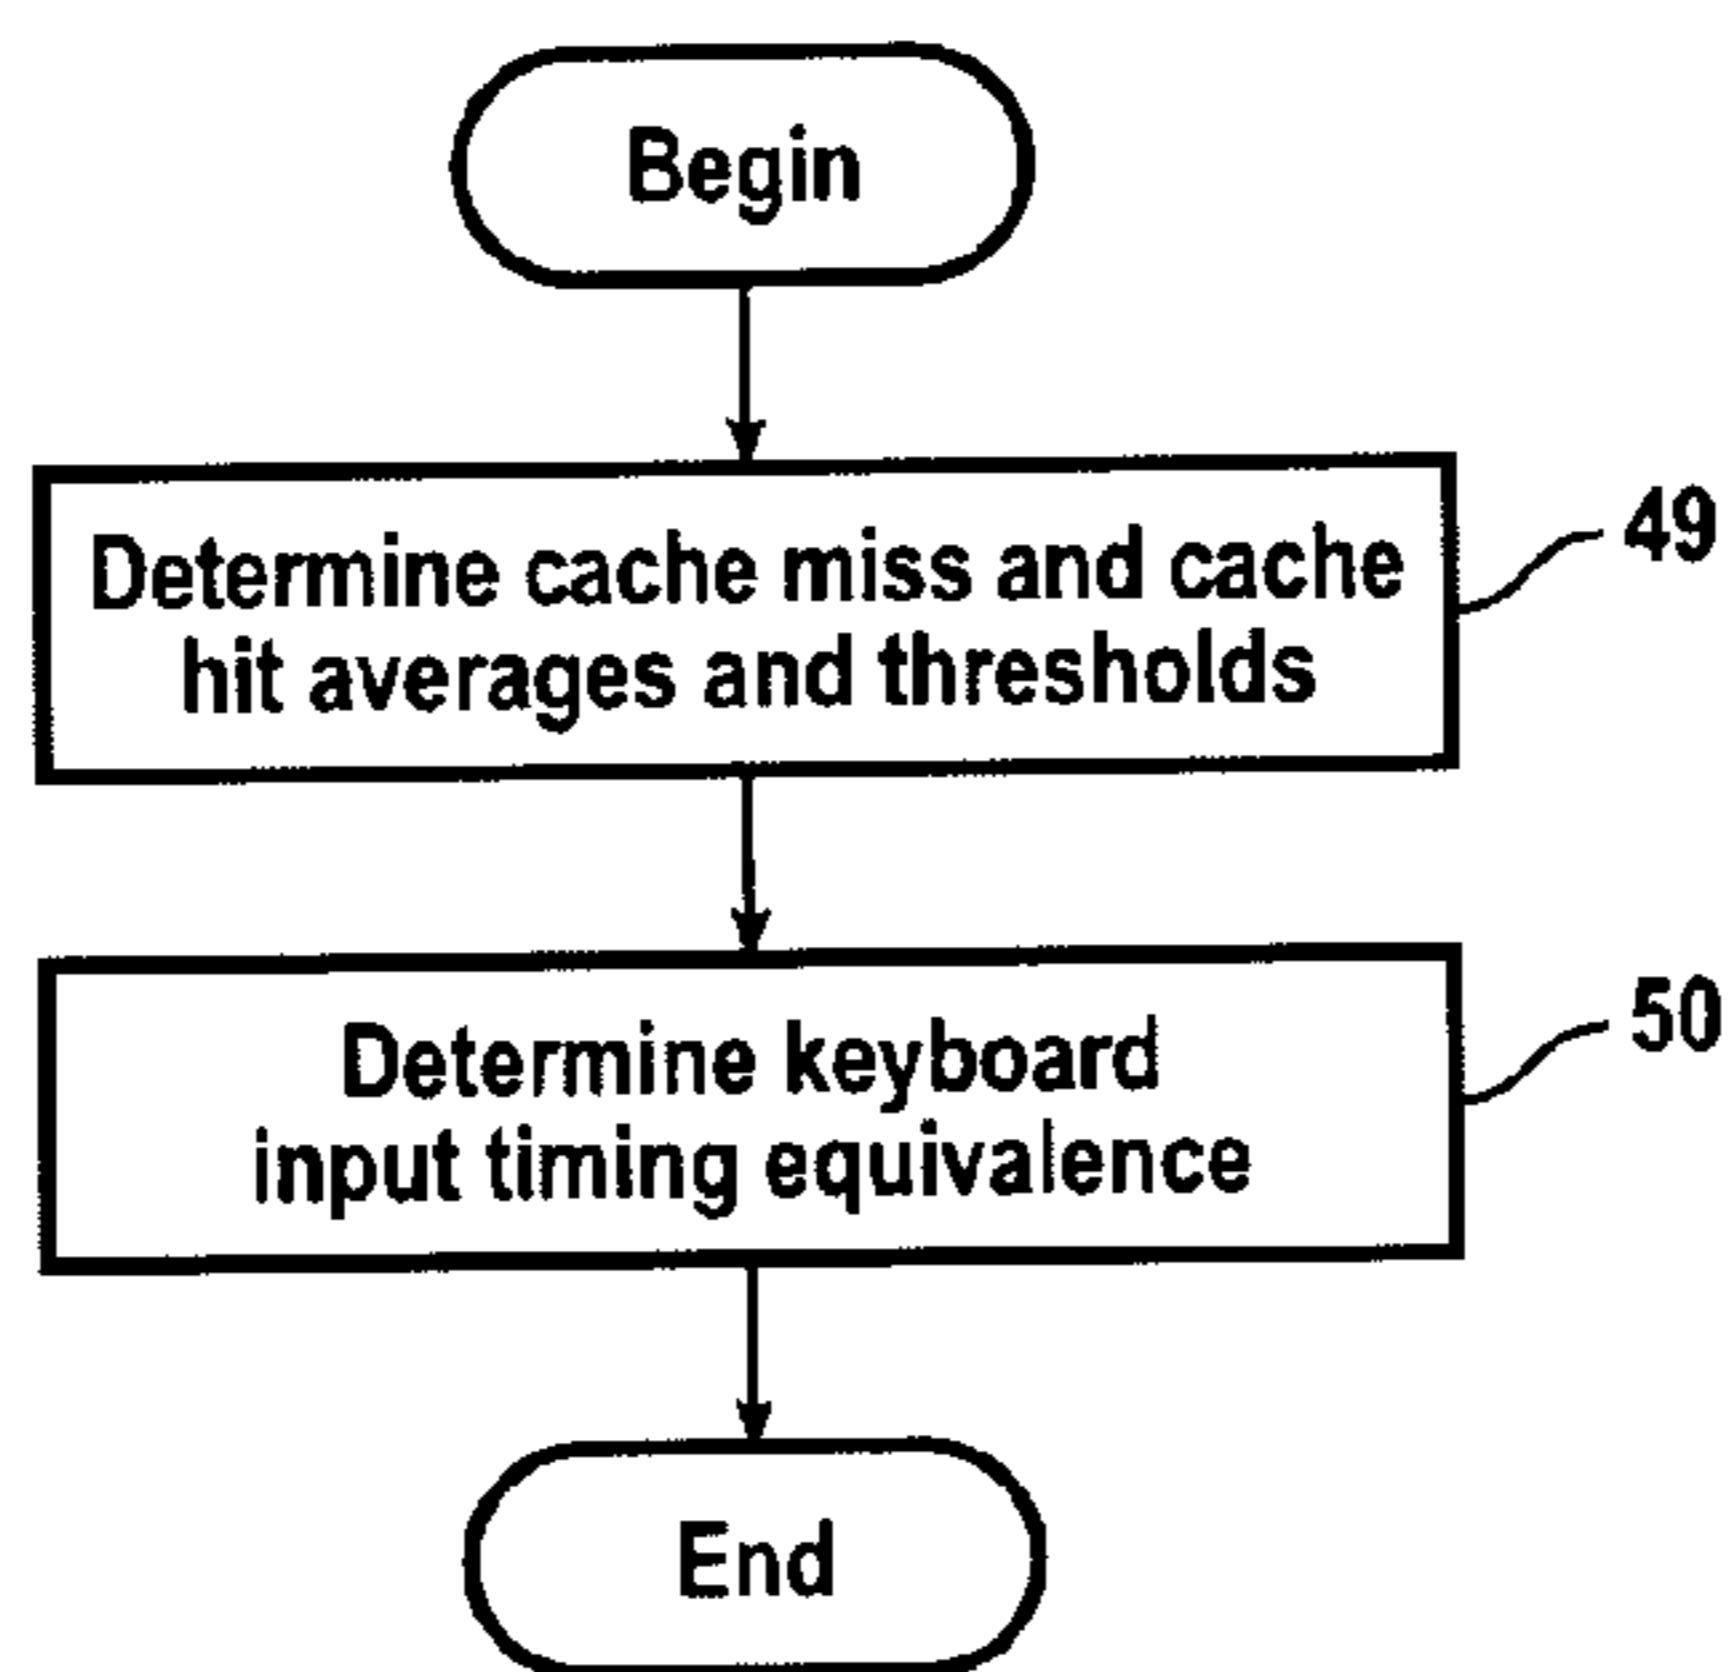 Begin
Determine cache miss and cache
hit averages and thresholds
49
Determine keyboard
input timing equivalence
50
End